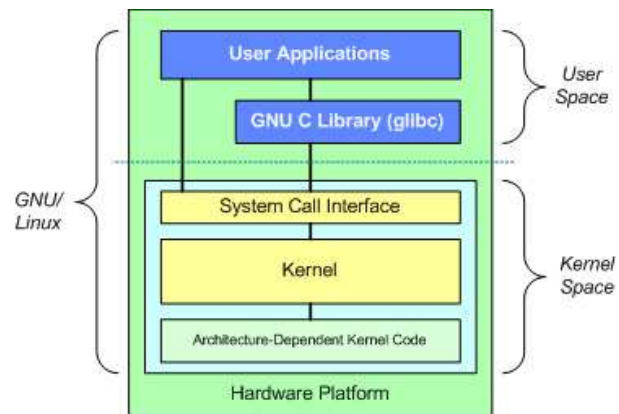 User Applications
User
Space
GNU C Library (glibc)
GNU/
Linux
System Call Interface
Kernel
Kernel
Space
Architecture-Dependent Kernel Code
Hardware Platform